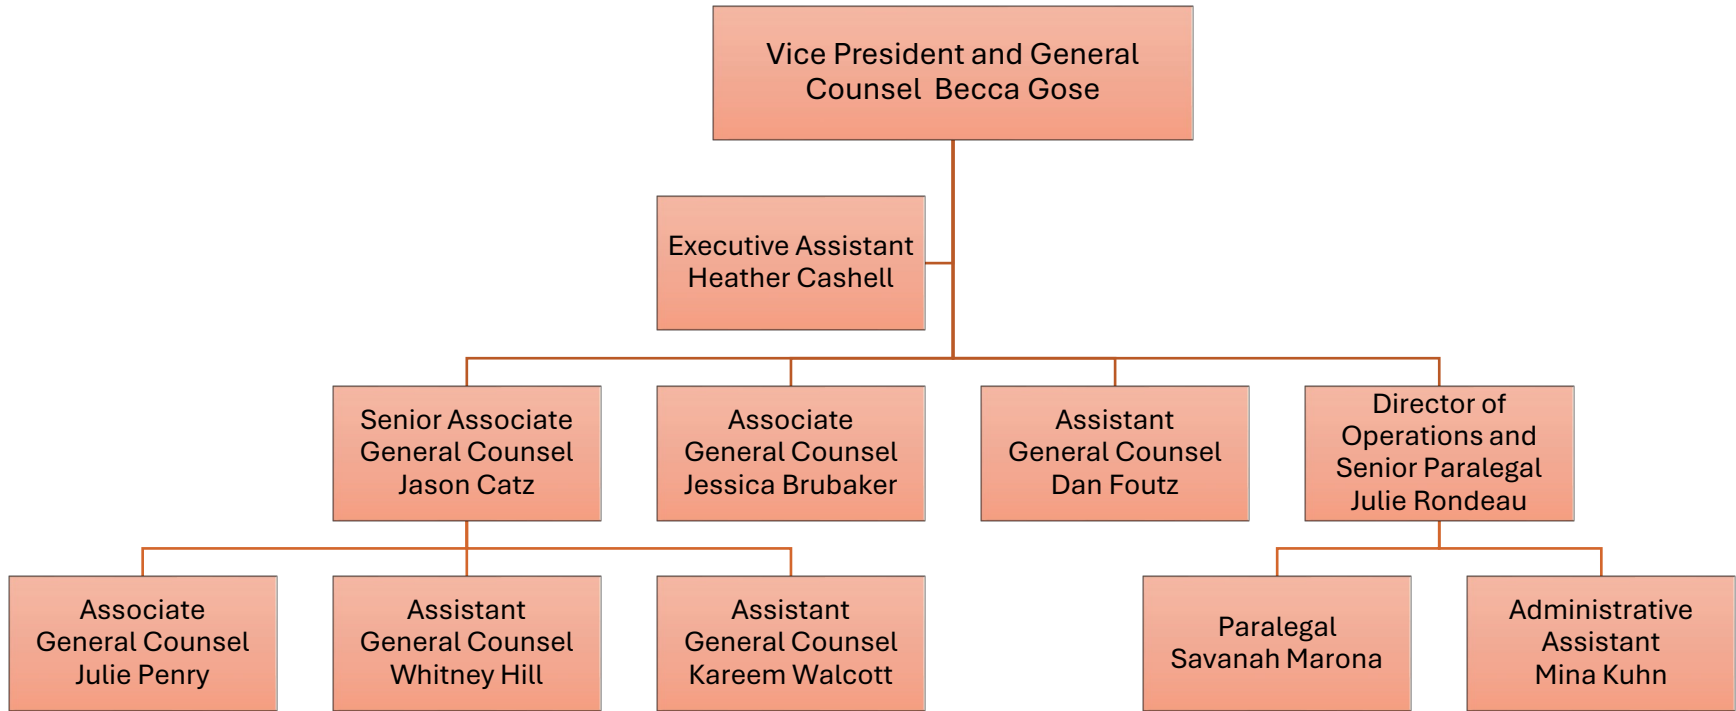 Vice President and General
Counsel  Becca Gose
Executive Assistant
Heather Cashell
Senior Associate
General Counsel
Jason Catz
Associate
General Counsel
Jessica Brubaker
Assistant
General Counsel
Dan Foutz
Director of
Operations and
Senior Paralegal
Julie Rondeau
Associate
General Counsel
Julie Penry
Assistant
General Counsel
Whitney Hill
Assistant
General Counsel
Kareem Walcott
Paralegal
Savanah Marona
Administrative
Assistant
Mina Kuhn